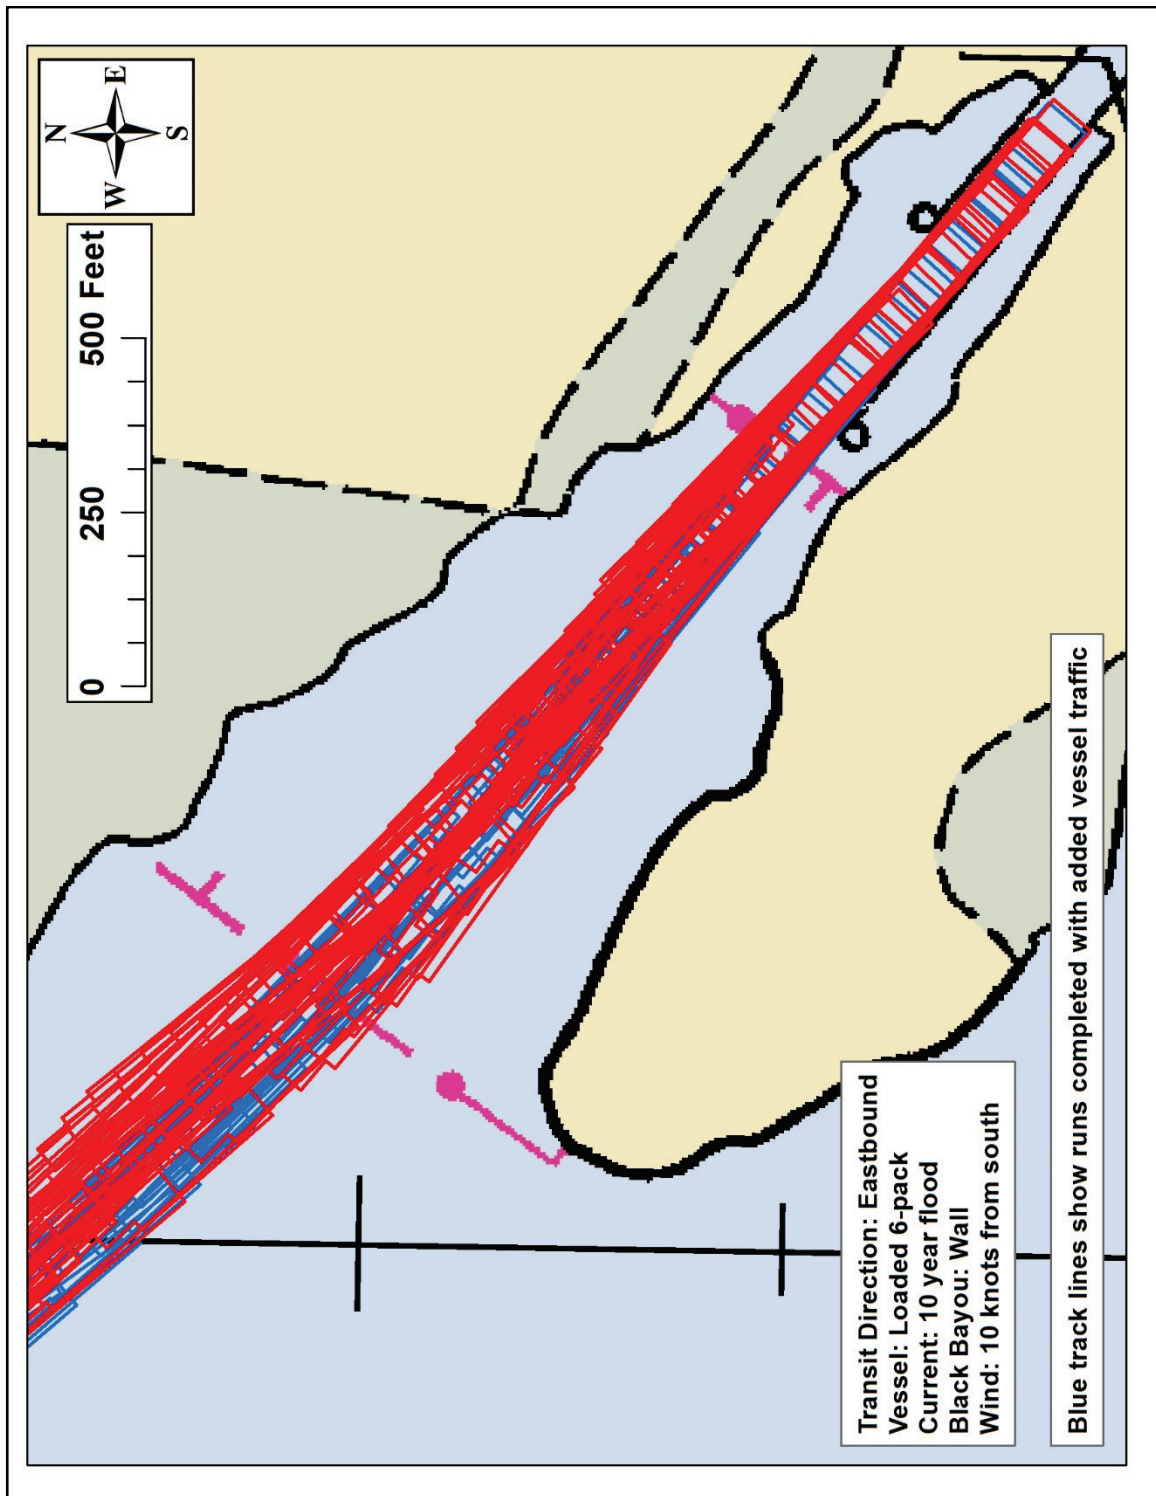 N
W E
S
0 250 500 Feet
Transit Direction: Eastbound
Vessel: Loaded 6-pack
Current: 10 year flood
Black Bayou: Wall
Wind: 10 knots from south
Blue track lines show runs completed with added vessel traffic